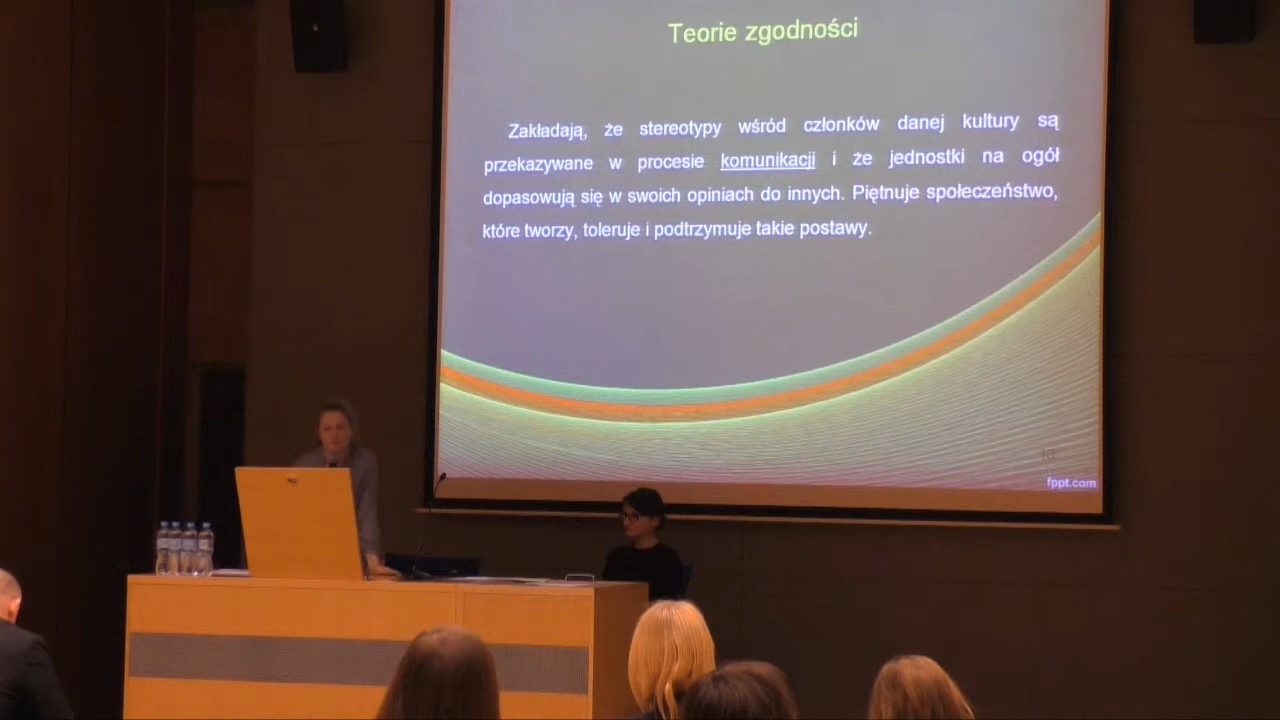 Teorie zgodności
Zakładają, że stereotypy wśród członków danej kultury są
przekazywane w procesie komunikacji i że jednostki na ogół
dopasowują się w swoich opiniach do innych. Piętnuje społeczeństwo,
które tworzy, toleruje i podtrzymuje takie postawy.
fppt.com